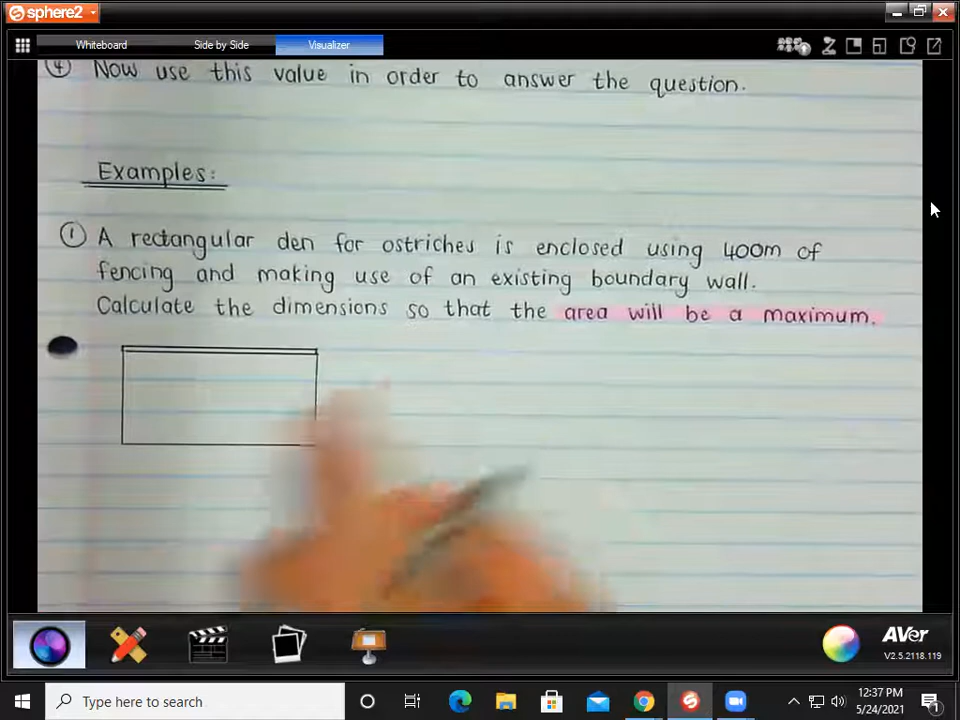 sphere2
Whiteboard
Side by Side
Visualizer
④ Now use this value in order to answer the question.
Examples:
① A rectangular den for ostriches is enclosed using 400m of
fencing and making use of an existing boundary wall.
Calculate the dimensions so that the area will be a maximum.
AVer
V2.5.2118.119
Type here to search
12:37 PM
5/24/2021
1